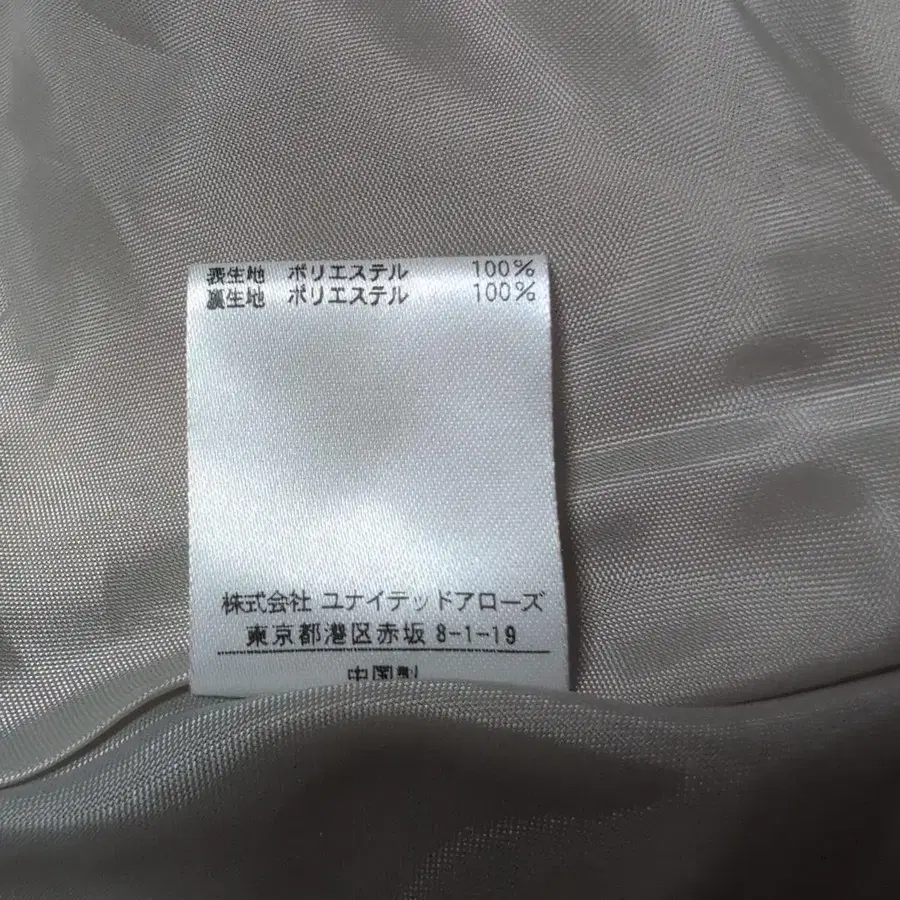 表生地 ポリエステル 100%
裏生地 ポリエステル 100%
株式会社 ユナイテッドアローズ
東京都港区赤坂 8-1-19
中国製